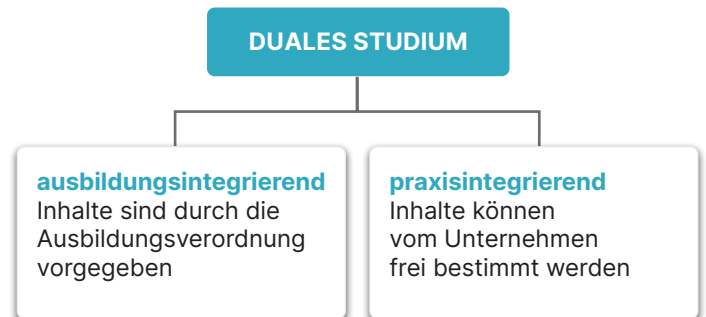 DUALES STUDIUM
ausbildungsintegrierend
Inhalte sind durch die
Ausbildungsverordnung
vorgegeben
praxisintegrierend
Inhalte können
vom Unternehmen
frei bestimmt werden